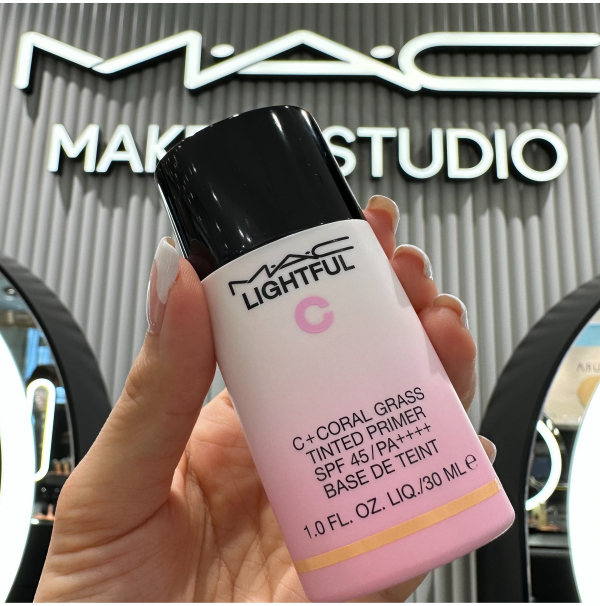 MAC
STUDIO
MAC
LIGHTFUL
C
C+CORAL GRASS
TINTED PRIMER
SPF 45/PA++++
BASE DE TEINT
1.0 FL. OZ. LIQ./30 ML e